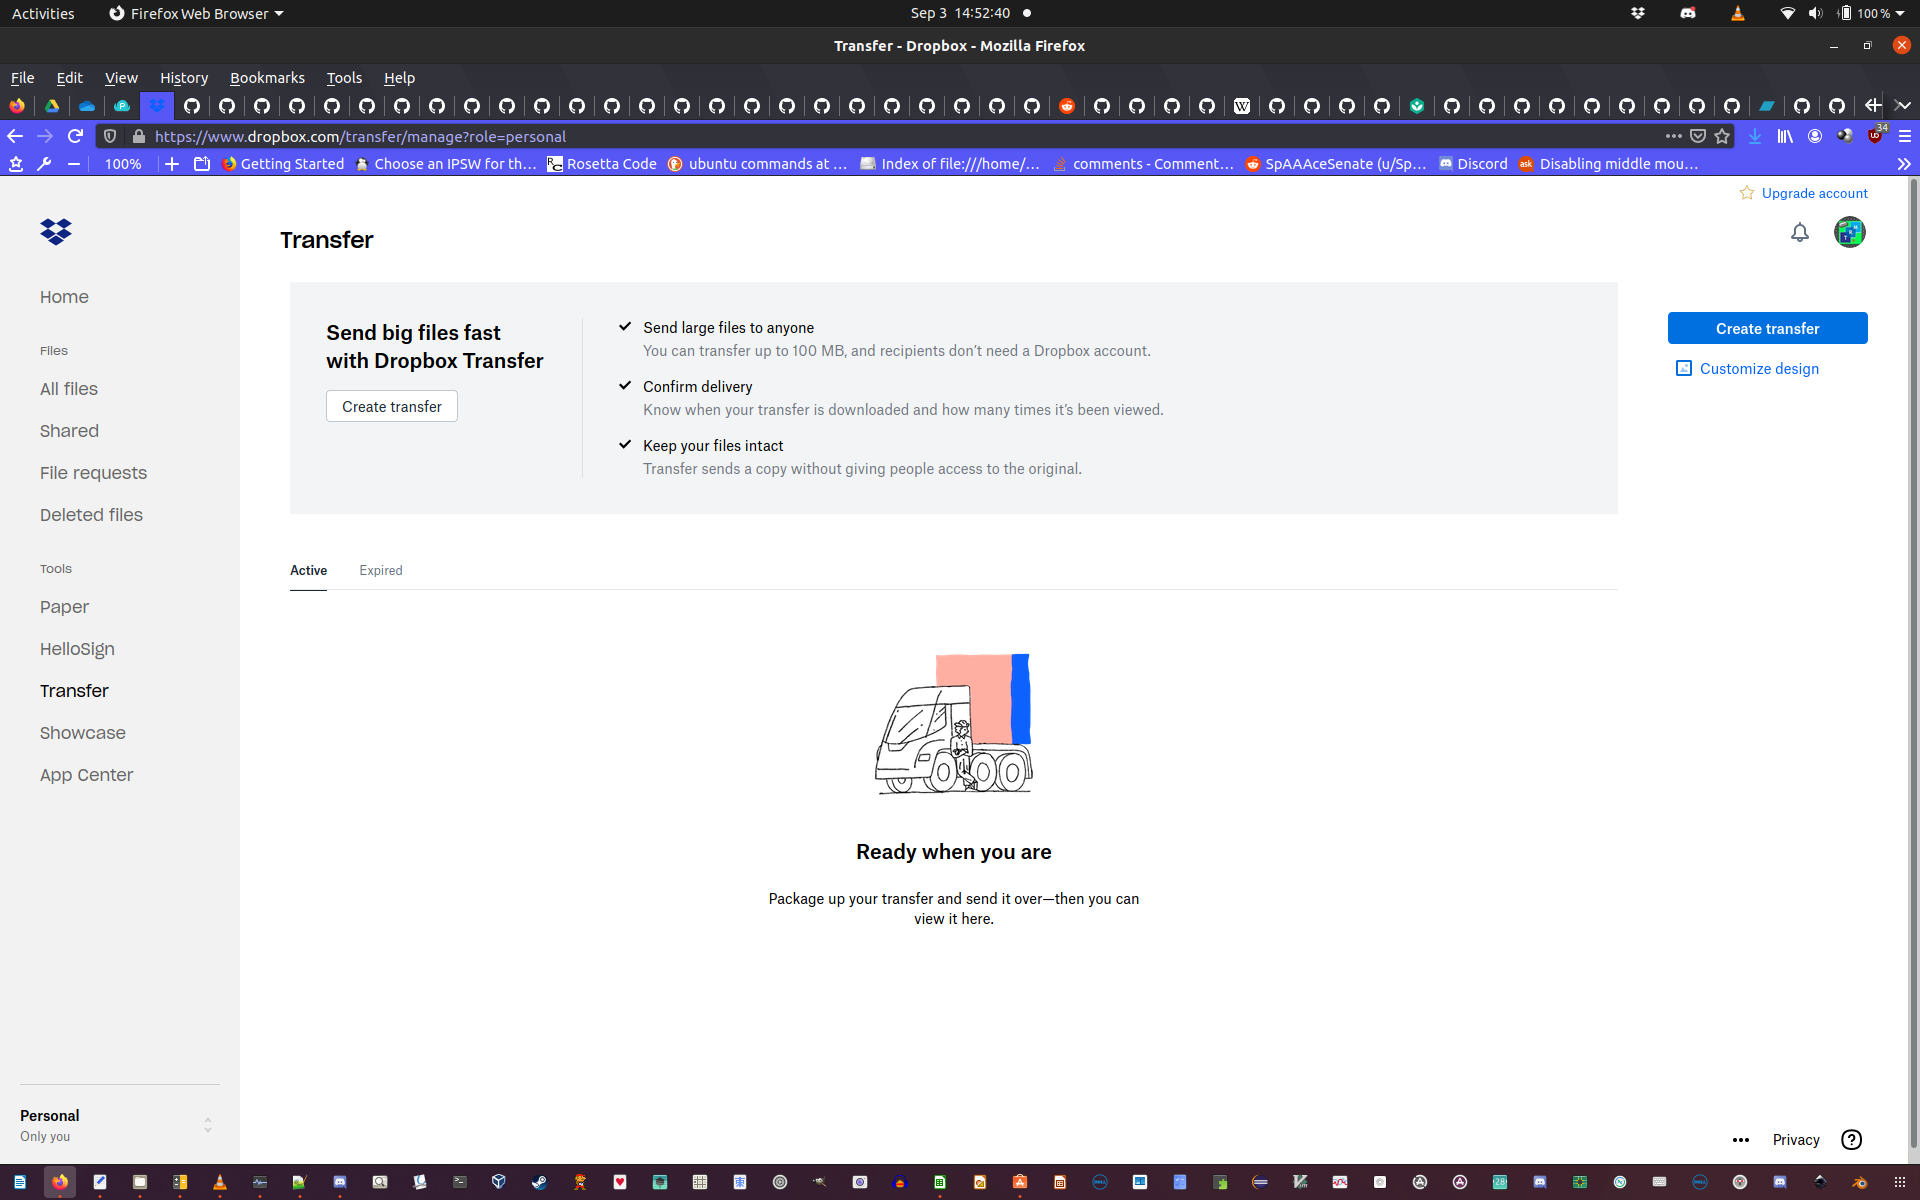 Activities
Firefox Web Browser
Sep 3 14:52:40
100 %
Transfer - Dropbox - Mozilla Firefox
File Edit View History Bookmarks Tools Help
https://www.dropbox.com/transfer/manage?role=personal
34
100%
Getting Started
Choose an IPSW for th…
Rosetta Code
ubuntu commands at …
Index of file:///home/…
comments - Comment…
SpAAAceSenate (u/Sp…
Discord
Disabling middle mou…
Upgrade account
Transfer
Home
Files
All files
Shared
File requests
Deleted files
Tools
Paper
HelloSign
Transfer
Showcase
App Center
Personal
Only you
Send big files fast
with Dropbox Transfer
Create transfer
Send large files to anyone
You can transfer up to 100 MB, and recipients don’t need a Dropbox account.
Confirm delivery
Know when your transfer is downloaded and how many times it’s been viewed.
Keep your files intact
Transfer sends a copy without giving people access to the original.
Create transfer
Customize design
Active
Expired
Ready when you are
Package up your transfer and send it over—then you can
view it here.
Privacy